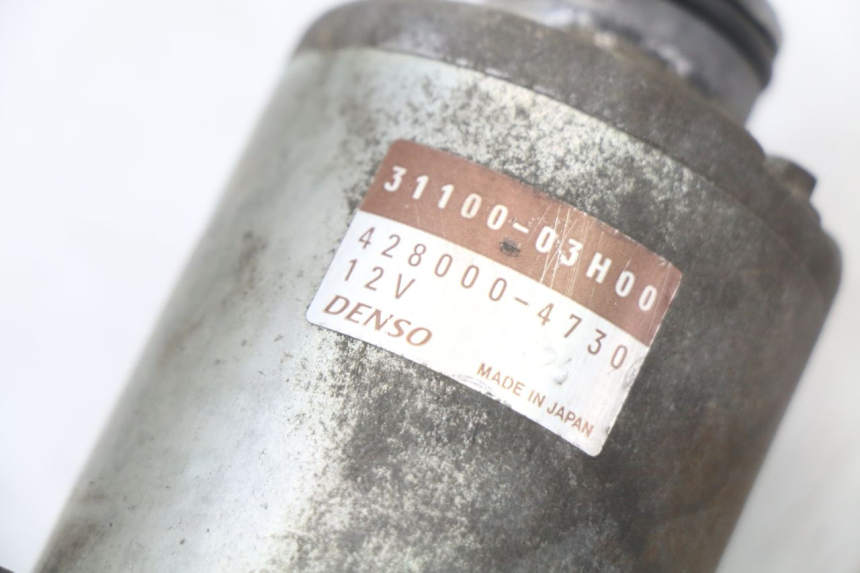 31100-03H00
428000-4730
12V
DENSO
MADE IN JAPAN